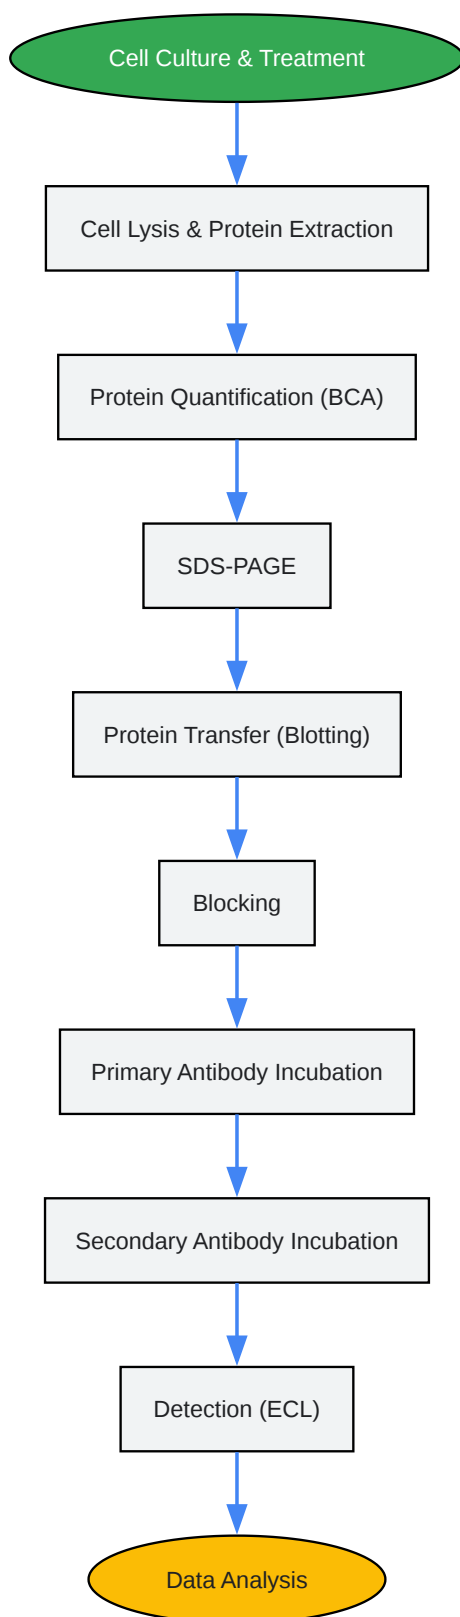 Cell Culture & Treatment
Cell Lysis & Protein Extraction
Protein Quantification (BCA)
SDS-PAGE
Protein Transfer (Blotting)
Blocking
Primary Antibody Incubation
Secondary Antibody Incubation
Detection (ECL)
Data Analysis